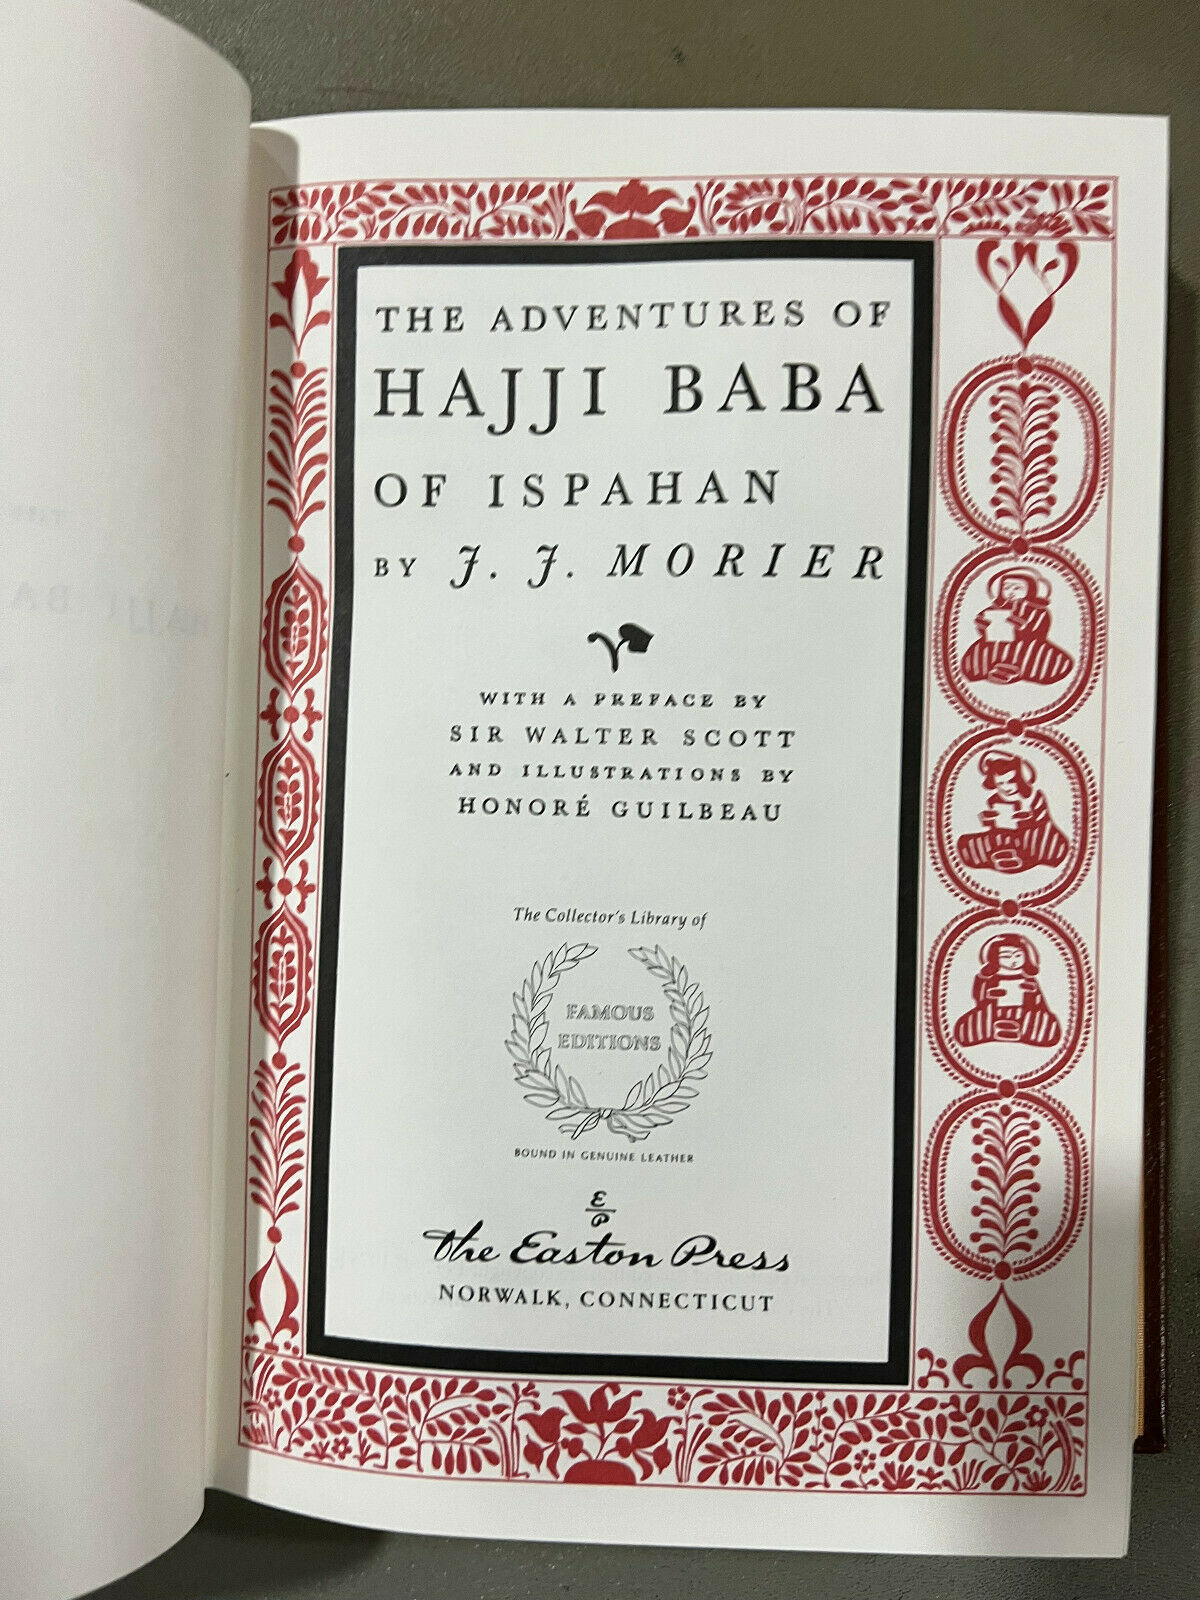 THE ADVENTURES OF
HAJJI BABA
OF ISPAHAN
BY J. J. MORIER
WITH A PREFACE BY
SIR WALTER SCOTT
AND ILLUSTRATIONS BY
HONORÉ GUILBEAU
The Collector's Library of
FAMOUS
EDITIONS
BOUND IN GENUINE LEATHER
E
P
The Easton Press
NORWALK, CONNECTICUT